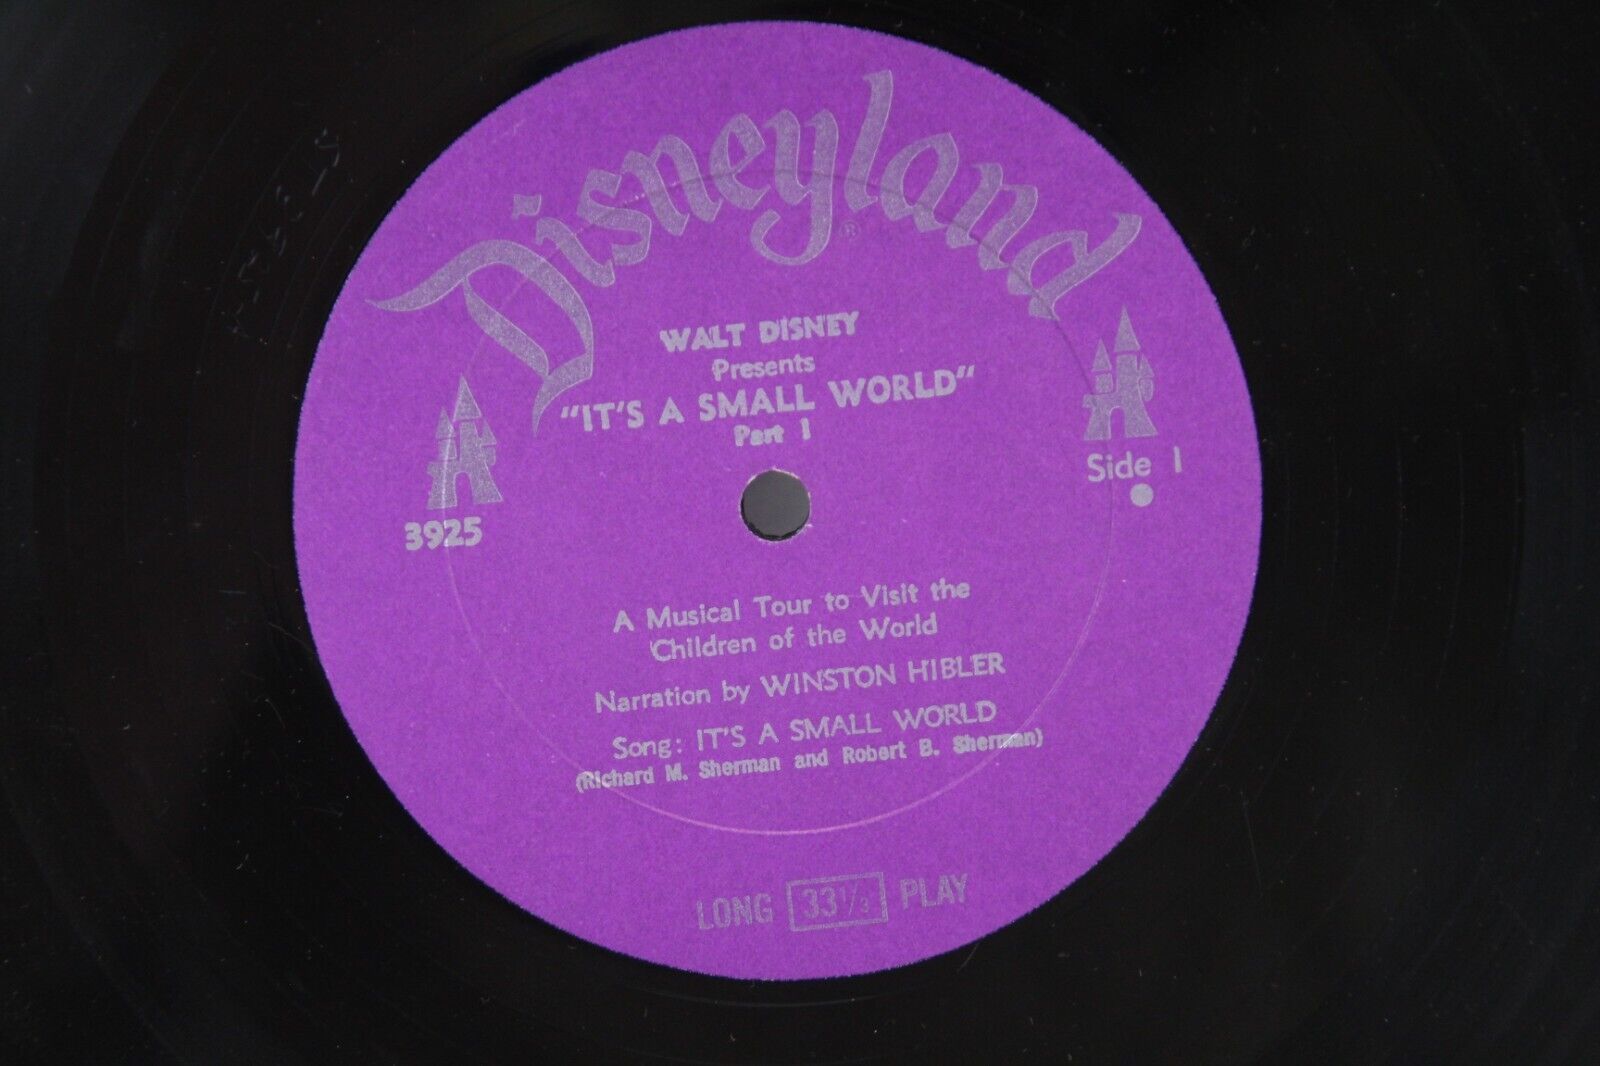 Disneyland®
WALT DISNEY
Presents
"IT'S A SMALL WORLD"
Part 1
Side 1
3925
A Musical Tour to Visit the
Children of the World
Narration by WINSTON HIBLER
Song: IT'S A SMALL WORLD
(Richard M. Sherman and Robert B. Sherman)
LONG 33⅓ PLAY